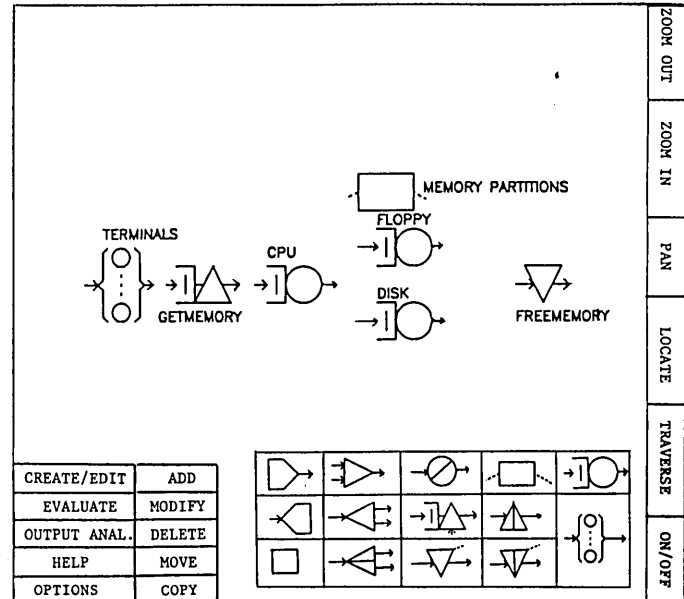 ZOOM OUT
ZOOM IN
PAN
LOCATE
TRAVERSE
ON/OFF
MEMORY PARTITIONS
FLOPPY
TERMINALS
CPU
DISK
GETMEMORY
FREEMEMORY
CREATE/EDIT ADD
EVALUATE MODIFY
OUTPUT ANAL. DELETE
HELP MOVE
OPTIONS COPY